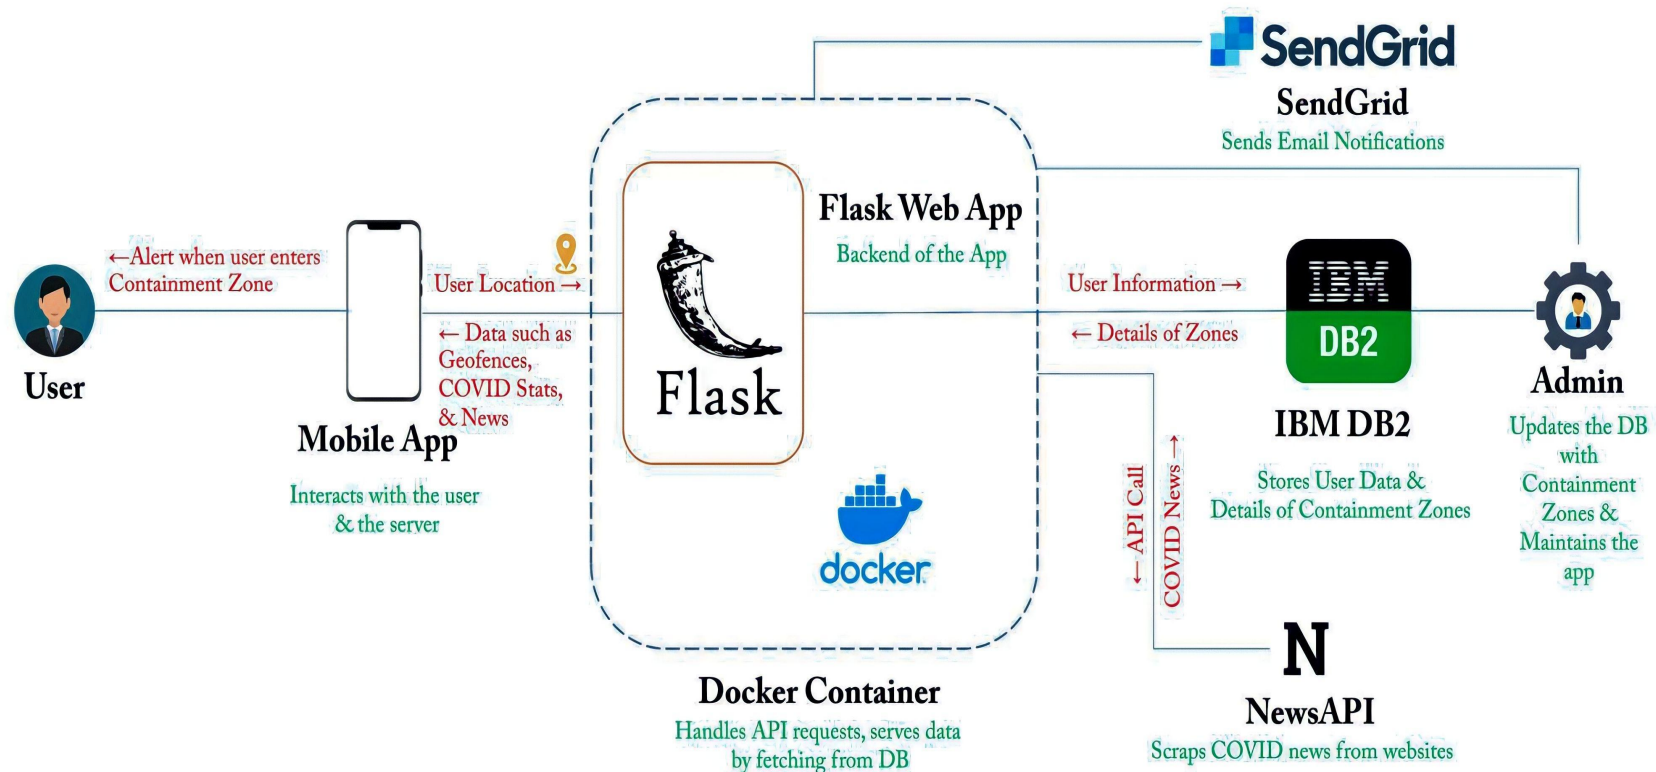 SendGrid
SendGrid
Sends Email Notifications
Flask Web App
Backend of the App
←Alert when user enters
Containment Zone
User Location →
← Data such as
Geofences,
COVID Stats,
& News
User
Mobile App
Interacts with the user
& the server
Flask
docker
Docker Container
Handles API requests, serves data
by fetching from DB
User Information →
← Details of Zones
IBM
DB2
IBM DB2
Stores User Data &
Details of Containment Zones
Admin
Updates the DB
with
Containment
Zones &
Maintains the
app
← API Call
COVID News →
N
NewsAPI
Scraps COVID news from websites